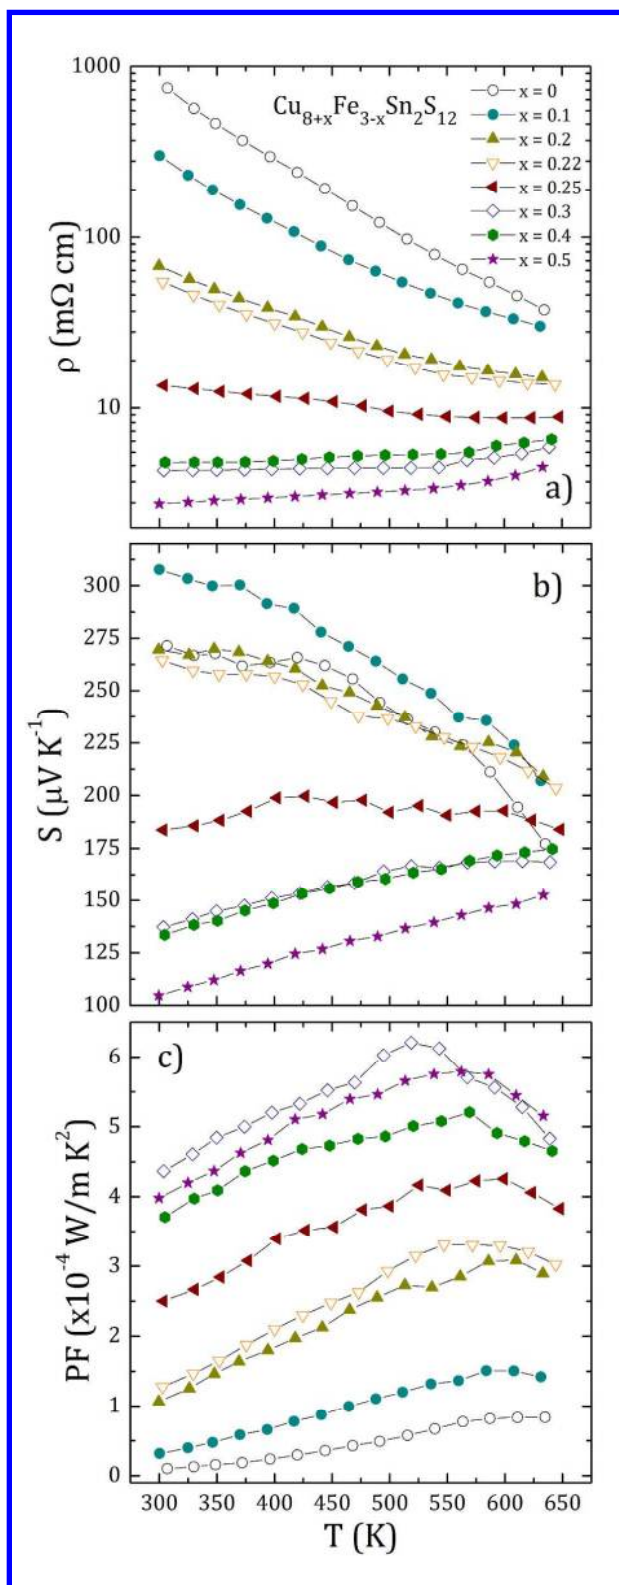 1000
Cu8+xFe3-xSn2S12
x = 0
x = 0.1
x = 0.2
x = 0.22
x = 0.25
x = 0.3
x = 0.4
x = 0.5
100
ρ (mΩ cm)
10
a)
b)
300
275
250
225
S (μV K-1)
200
175
150
125
100
c)
6
5
4
PF (x10-4 W/m K2)
3
2
1
0
300 350 400 450 500 550 600 650
T (K)